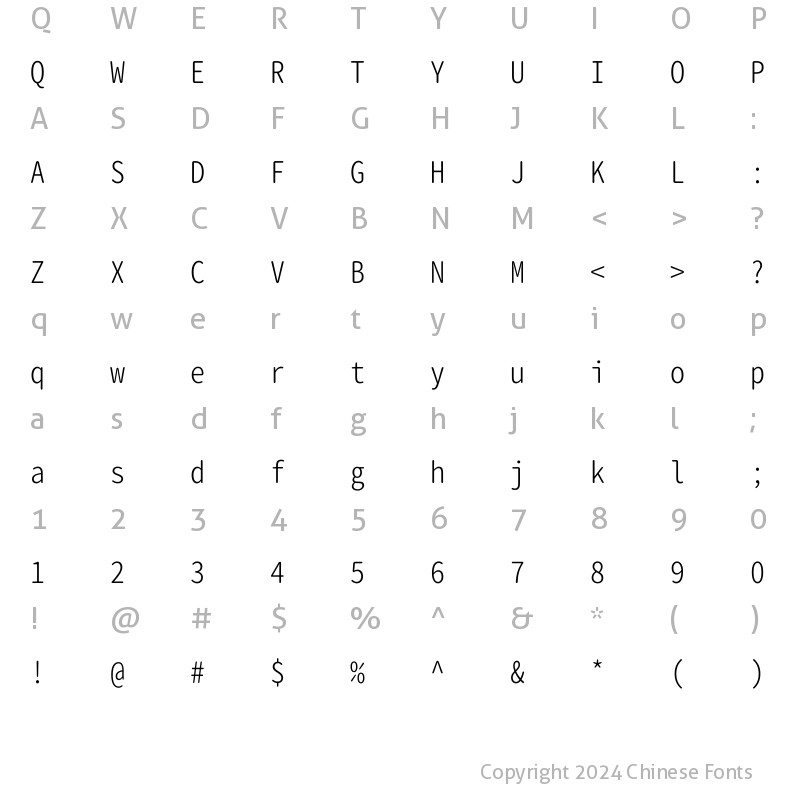 Q W E R T Y U I O P
Q W E R T Y U I O P
A S D F G H J K L :
A S D F G H J K L :
Z X C V B N M < > ?
Z X C V B N M < > ?
q w e r t y u i o p
q w e r t y u i o p
a s d f g h j k l ;
a s d f g h j k l ;
1 2 3 4 5 6 7 8 9 0
1 2 3 4 5 6 7 8 9 0
! @ # $ % ^ & * ( )
! @ # $ % ^ & * ( )
Copyright 2024 Chinese Fonts